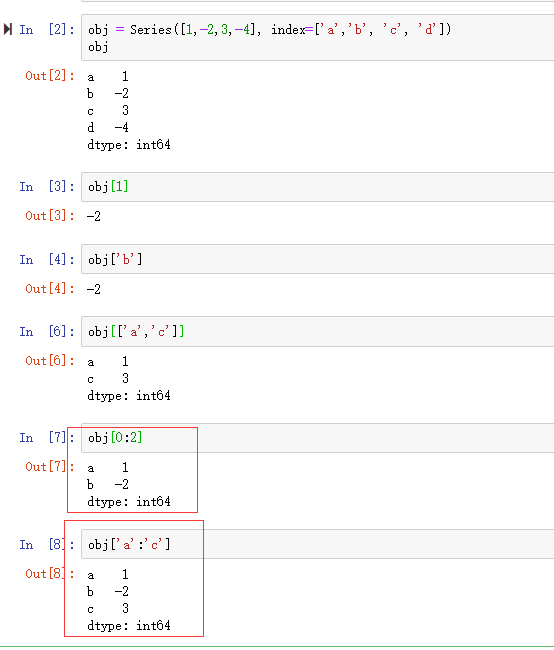 In [2]: obj = Series([1,-2,3,-4], index=['a','b', 'c', 'd'])
obj
Out[2]: a 1
b -2
c 3
d -4
dtype: int64
In [3]: obj[1]
Out[3]: -2
In [4]: obj['b']
Out[4]: -2
In [6]: obj[['a','c']]
Out[6]: a 1
c 3
dtype: int64
In [7]: obj[0:2]
Out[7]: a 1
b -2
dtype: int64
In [8]: obj['a':'c']
Out[8]: a 1
b -2
c 3
dtype: int64